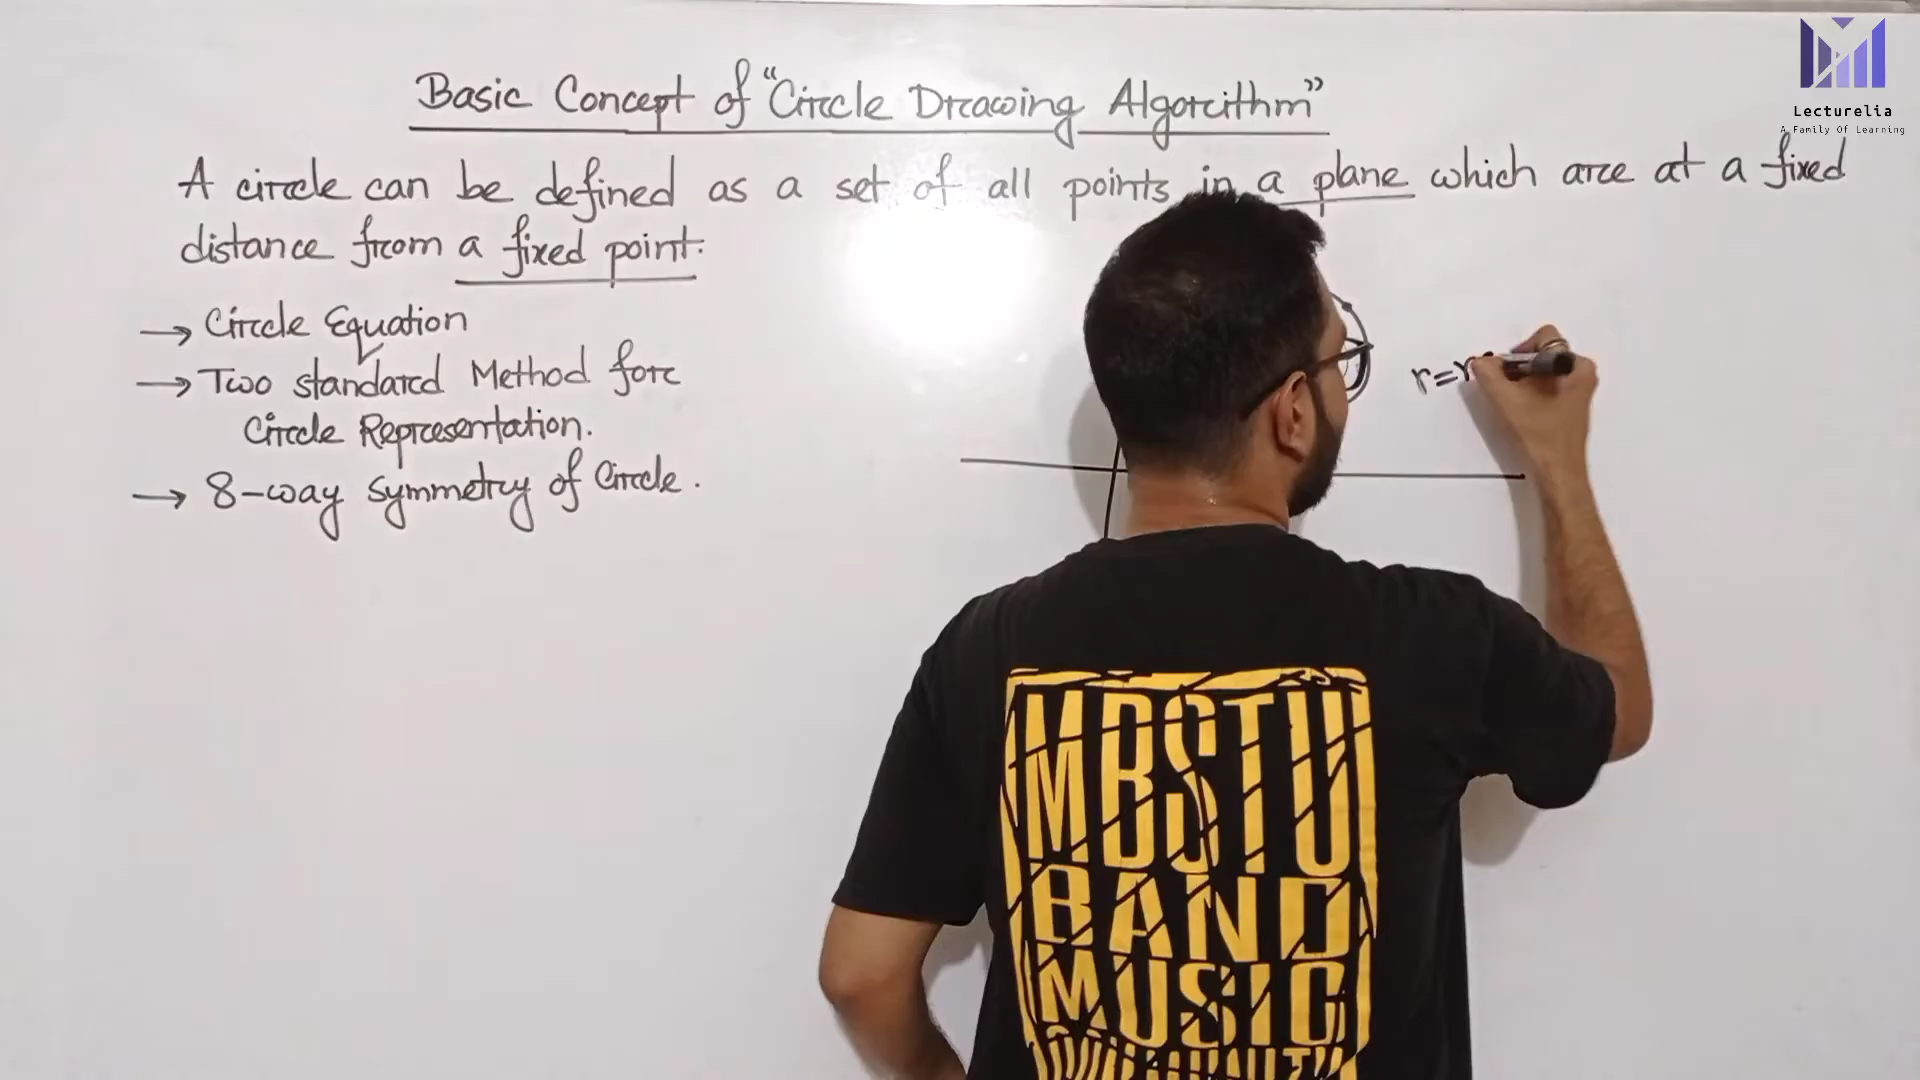 Basic Concept of "Circle Drawing Algorithm"
A circle can be defined as a set of all points in a plane which are at a fixed
distance from a fixed point.
→ Circle Equation
→ Two standard Method for
Circle Representation.
→ 8-way symmetry of Circle.
r=r
Lecturelia
A Family Of Learning
MBSTU
BAND
MUSIC